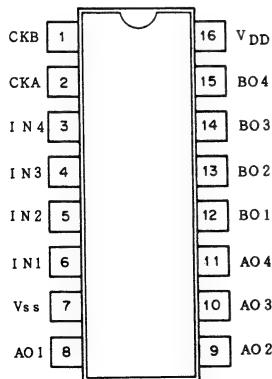 CKB 1 16 VDD
CKA 2 15 BO4
IN4 3 14 BO3
IN3 4 13 BO2
IN2 5 12 BO1
IN1 6 11 AO4
Vss 7 10 AO3
AO1 8 9 AO2